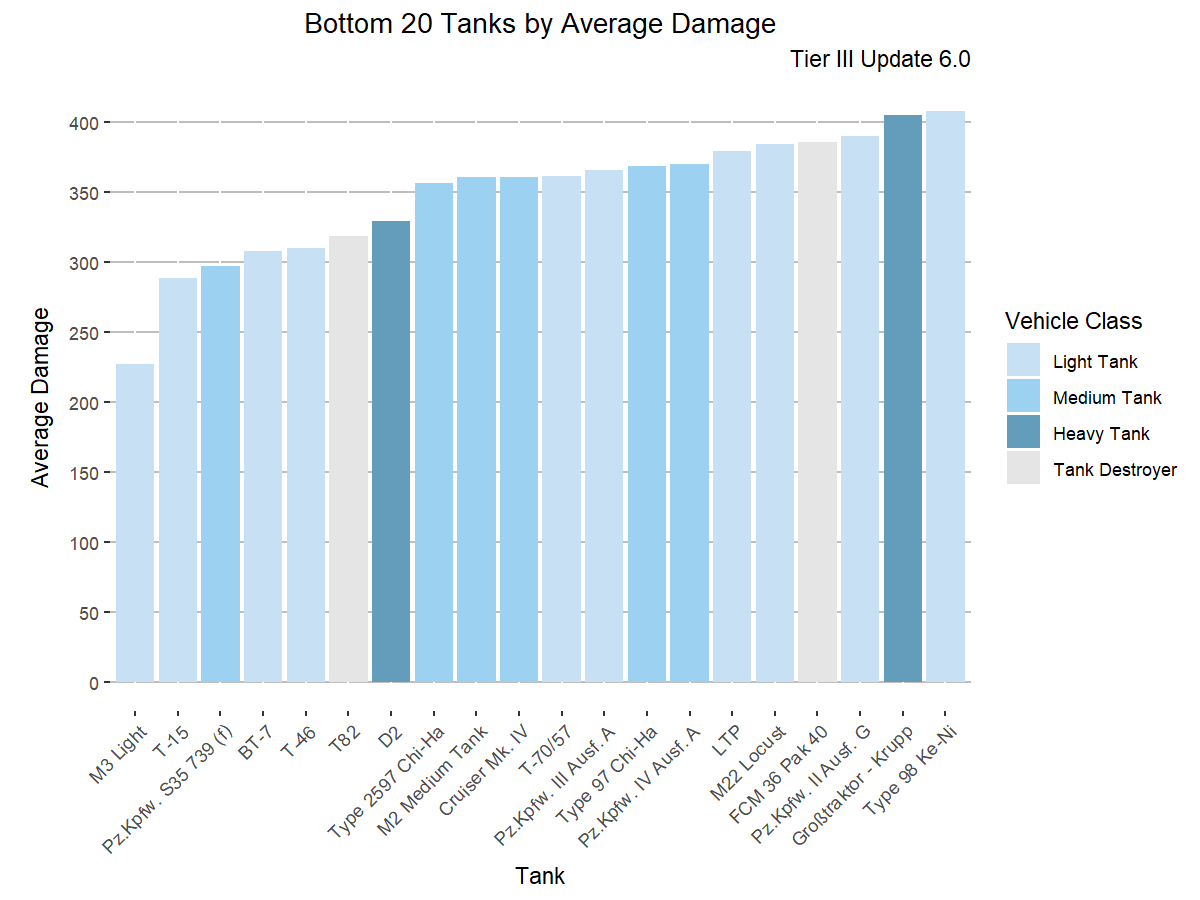 Bottom 20 Tanks by Average Damage
Tier III Update 6.0
Average Damage
400
350
300
250
200
150
100
50
0
M3 Light
T-15
Pz.Kpfw. S35 739 (f)
BT-7
T-46
T82
D2
Type 2597 Chi-Ha
M2 Medium Tank
Cruiser Mk. IV
T-70/57
Pz.Kpfw. III Ausf. A
Type 97 Chi-Ha
Pz.Kpfw. IV Ausf. A
LTP
M22 Locust
FCM 36 Pak 40
Pz.Kpfw. II Ausf. G
Großtraktor - Krupp
Type 98 Ke-Ni
Tank
Vehicle Class
Light Tank
Medium Tank
Heavy Tank
Tank Destroyer